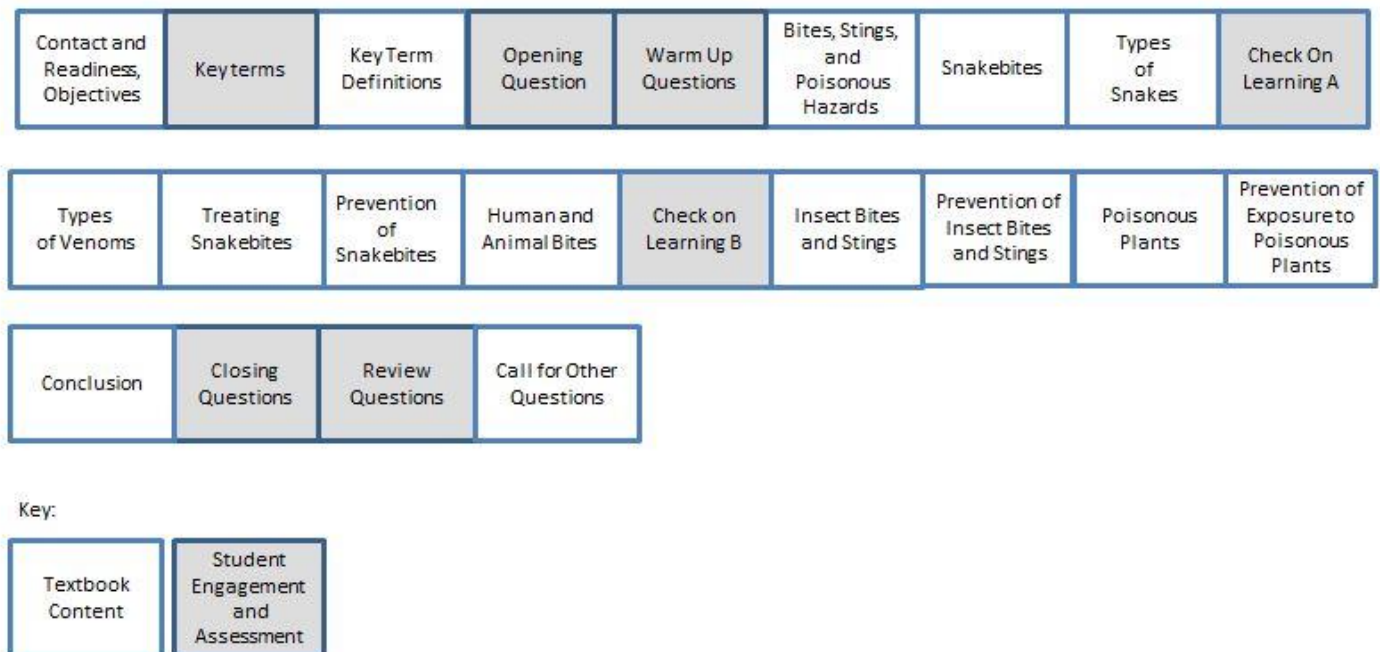 Contact and
Readiness,
Objectives
Key terms
Key Term
Definitions
Opening
Question
Warm Up
Questions
Bites, Stings,
and
Poisonous
Hazards
Snakebites
Types
of
Snakes
Check On
Learning A
Types
of Venoms
Treating
Snakebites
Prevention
of
Snakebites
Human and
Animal Bites
Check on
Learning B
Insect Bites
and Stings
Prevention of
Insect Bites
and Stings
Poisonous
Plants
Prevention of
Exposure to
Poisonous
Plants
Conclusion
Closing
Questions
Review
Questions
Call for Other
Questions
Key:
Textbook
Content
Student
Engagement
and
Assessment